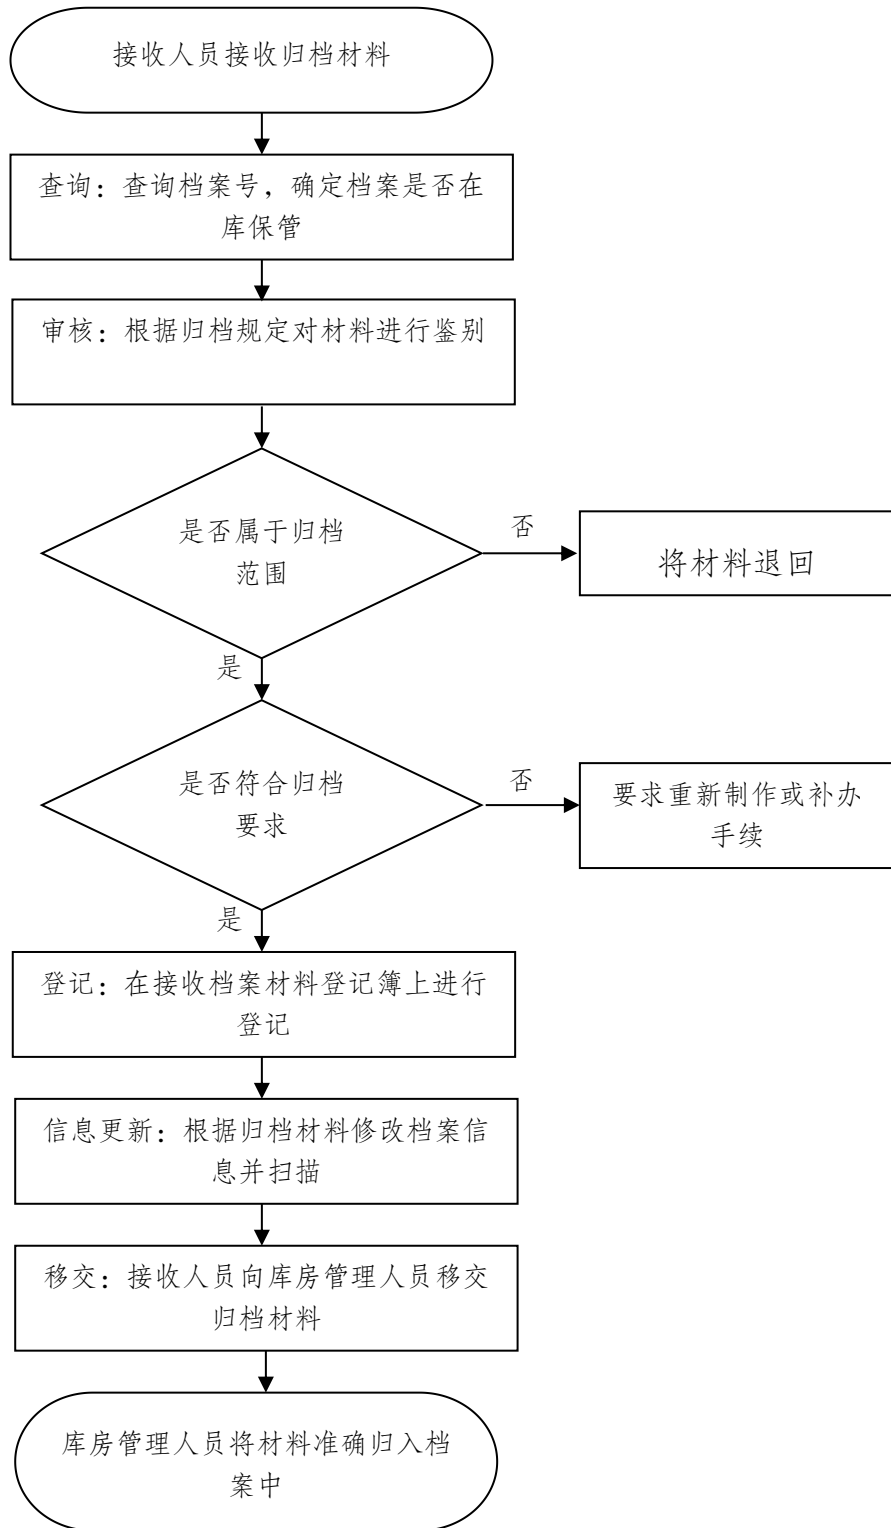 接收人员接收归档材料
查询：查询档案号，确定档案是否在
库保管
审核：根据归档规定对材料进行鉴别
是否属于归档
范围
否
将材料退回
是
是否符合归档
要求
否
要求重新制作或补办
手续
是
登记：在接收档案材料登记簿上进行
登记
信息更新：根据归档材料修改档案信
息并扫描
移交：接收人员向库房管理人员移交
归档材料
库房管理人员将材料准确归入档
案中